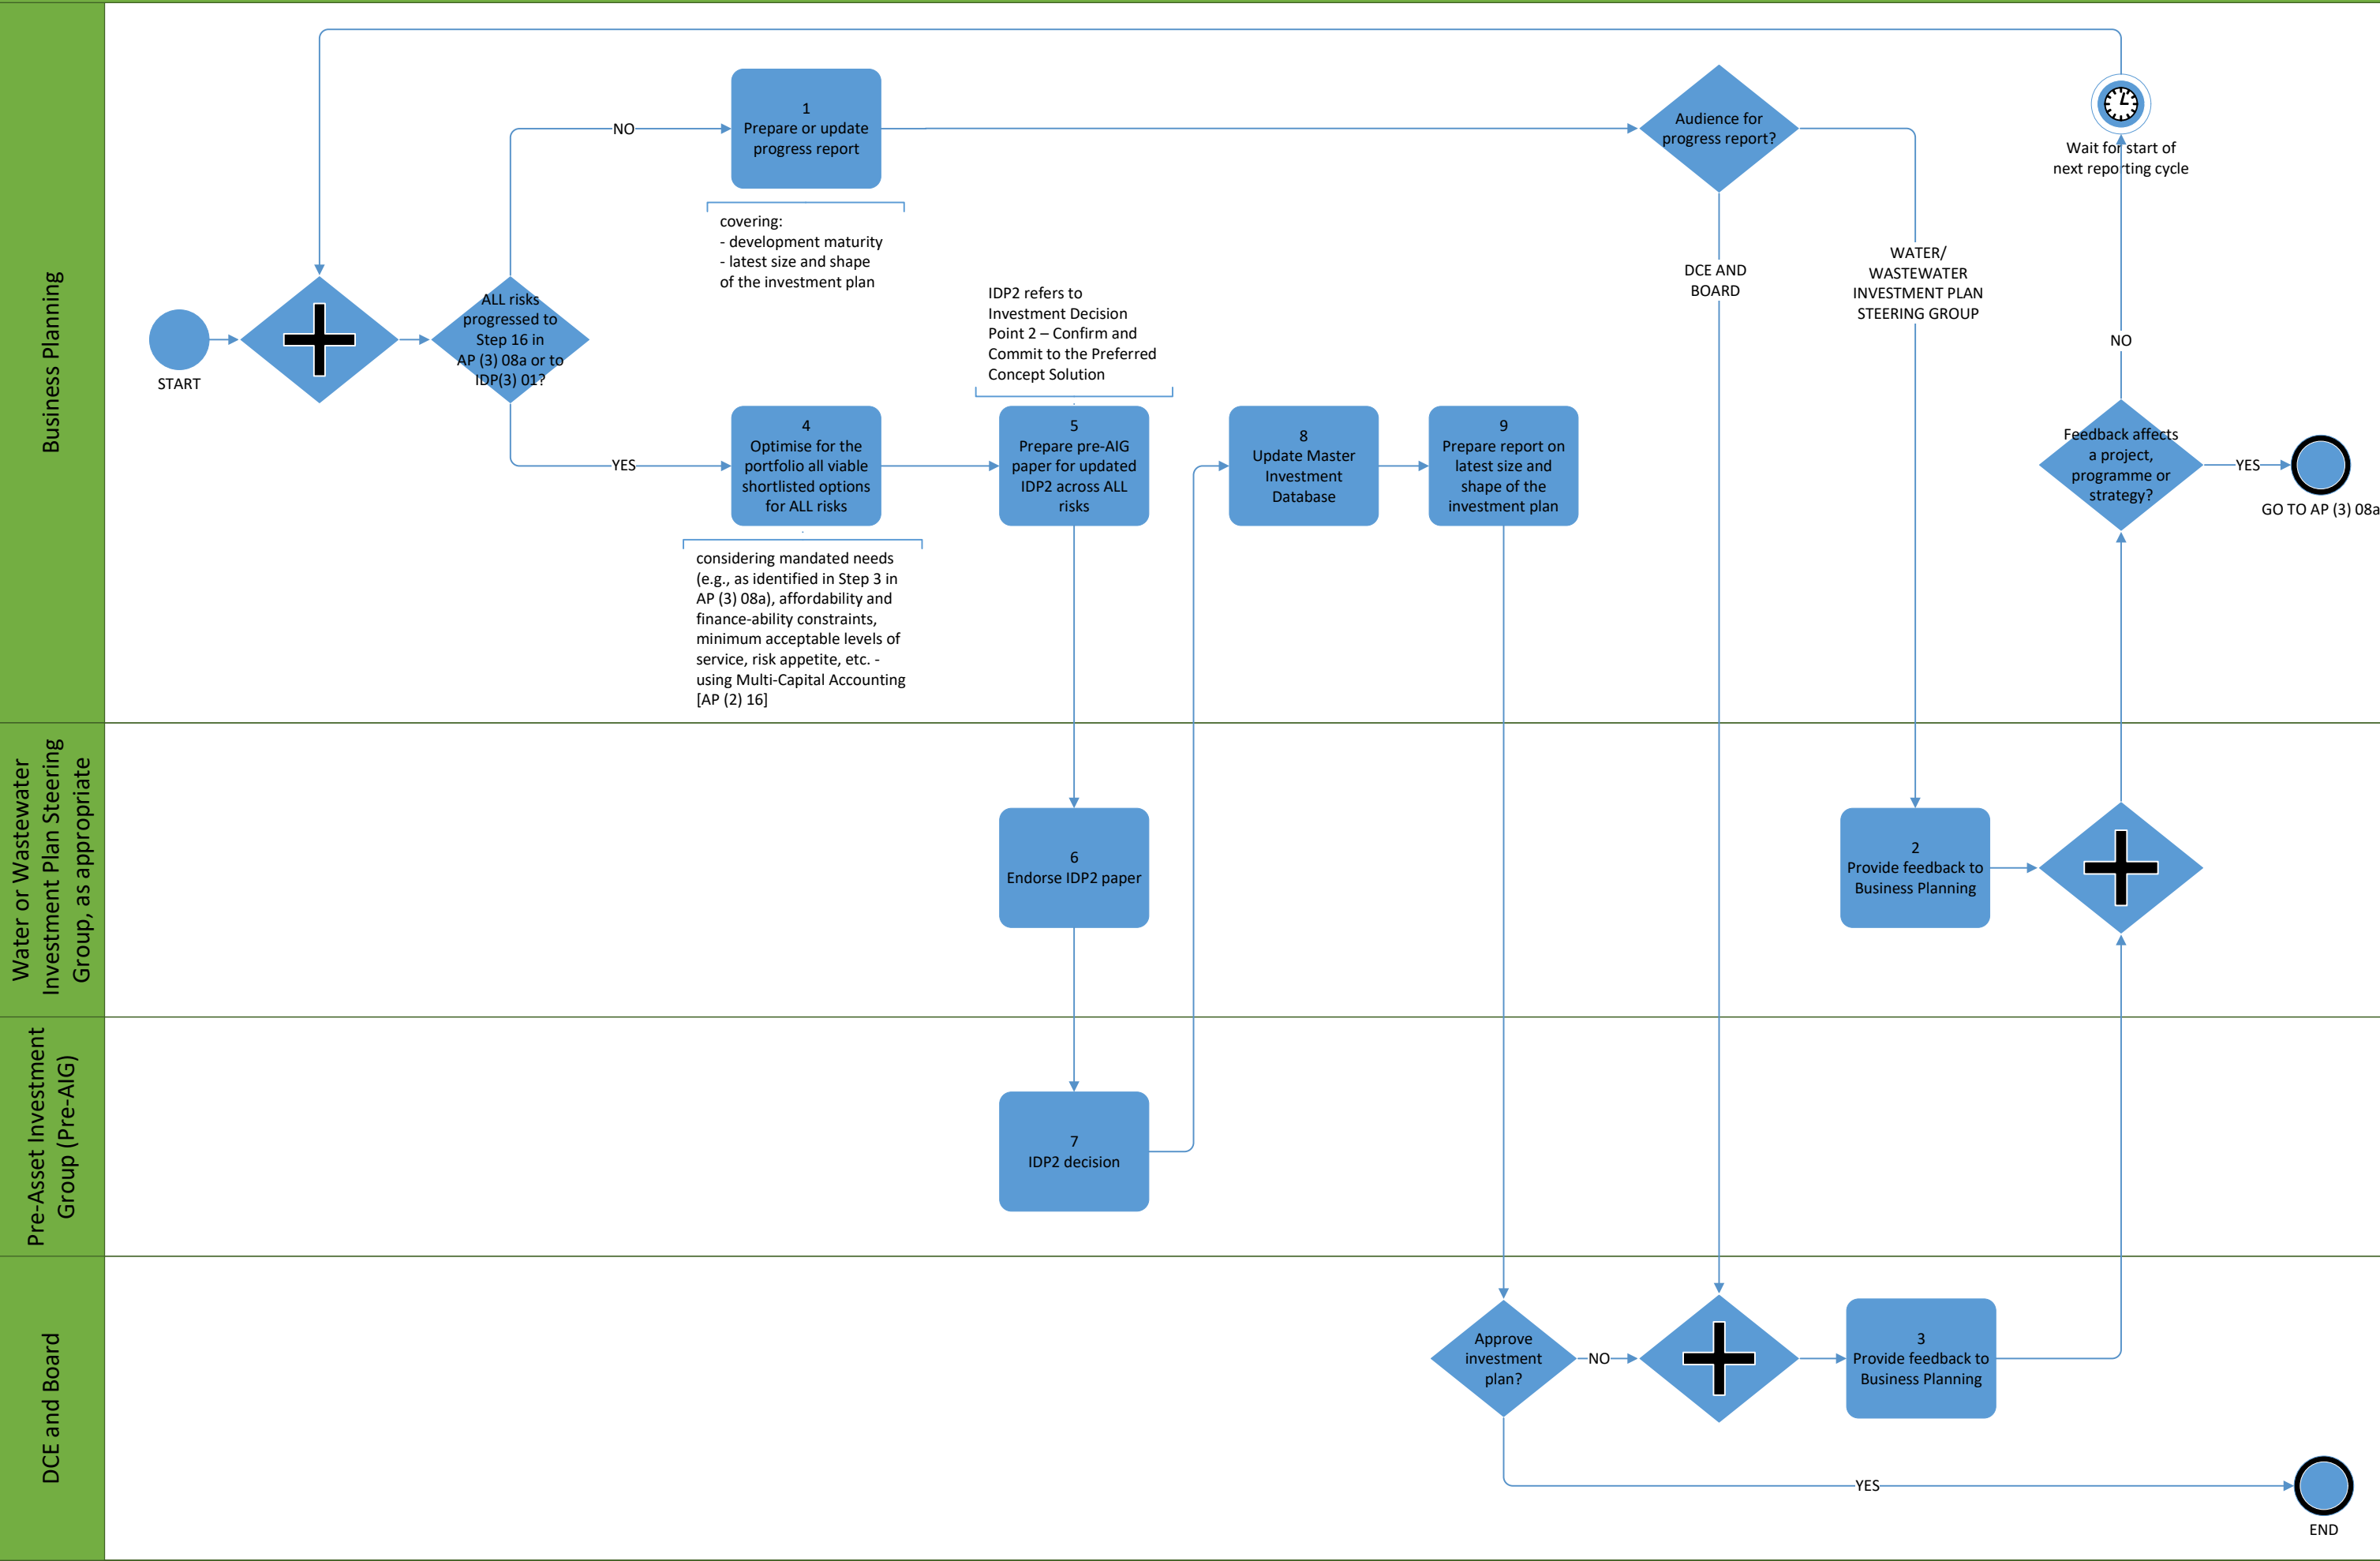 Business Planning
START
ALL risks
progressed to
Step 16 in
AP (3) 08a or to
IDP(3) 01?
NO
1
Prepare or update
progress report
covering:
- development maturity
- latest size and shape
of the investment plan
YES
4
Optimise for the
portfolio all viable
shortlisted options
for ALL risks
considering mandated needs
(e.g., as identified in Step 3 in
AP (3) 08a), affordability and
finance-ability constraints,
minimum acceptable levels of
service, risk appetite, etc. -
using Multi-Capital Accounting
[AP (2) 16]
IDP2 refers to
Investment Decision
Point 2 – Confirm and
Commit to the Preferred
Concept Solution
5
Prepare pre-AIG
paper for updated
IDP2 across ALL
risks
8
Update Master
Investment
Database
9
Prepare report on
latest size and
shape of the
investment plan
Audience for
progress report?
DCE AND
BOARD
WATER/
WASTEWATER
INVESTMENT PLAN
STEERING GROUP
Wait for start of
next reporting cycle
NO
Feedback affects
a project,
programme or
strategy?
YES
GO TO AP (3) 08a
Water or Wastewater
Investment Plan Steering
Group, as appropriate
6
Endorse IDP2 paper
2
Provide feedback to
Business Planning
Pre-Asset Investment
Group (Pre-AIG)
7
IDP2 decision
DCE and Board
Approve
investment
plan?
NO
3
Provide feedback to
Business Planning
YES
END